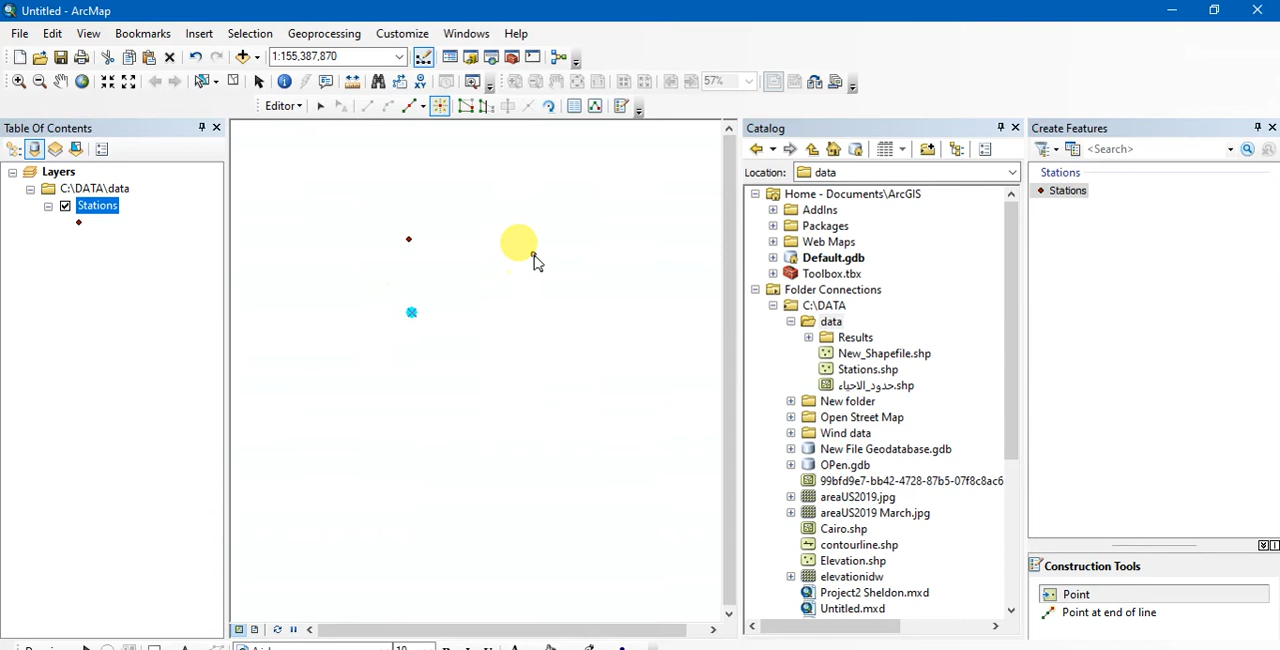 Untitled - ArcMap
File Edit View Bookmarks Insert Selection Geoprocessing Customize Windows Help
1:155,387,870
57%
Editor
Table Of Contents
Layers
C:\DATA\data
Stations
Catalog
Location: data
Home - Documents\ArcGIS
AddIns
Packages
Web Maps
Default.gdb
Toolbox.tbx
Folder Connections
C:\DATA
data
Results
New_Shapefile.shp
Stations.shp
حدود_الاحياء.shp
New folder
Open Street Map
Wind data
New File Geodatabase.gdb
OPen.gdb
99bfd9e7-bb42-4728-87b5-07f8c8ac6
areaUS2019.jpg
areaUS2019 March.jpg
Cairo.shp
contourline.shp
Elevation.shp
elevationidw
Project2 Sheldon.mxd
Untitled.mxd
Create Features
<Search>
Stations
Stations
Construction Tools
Point
Point at end of line